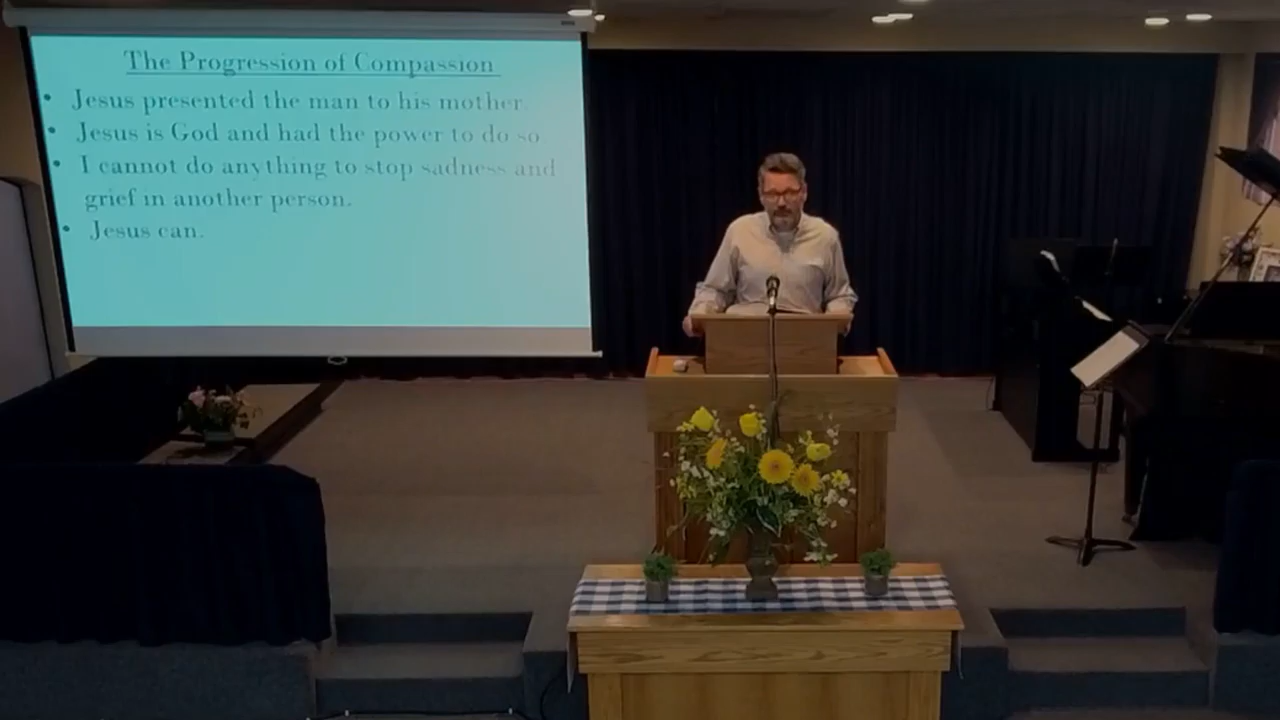 The Progression of Compassion
• Jesus presented the man to his mother.
• Jesus is God and had the power to do so.
• I cannot do anything to stop sadness and
grief in another person.
• Jesus can.